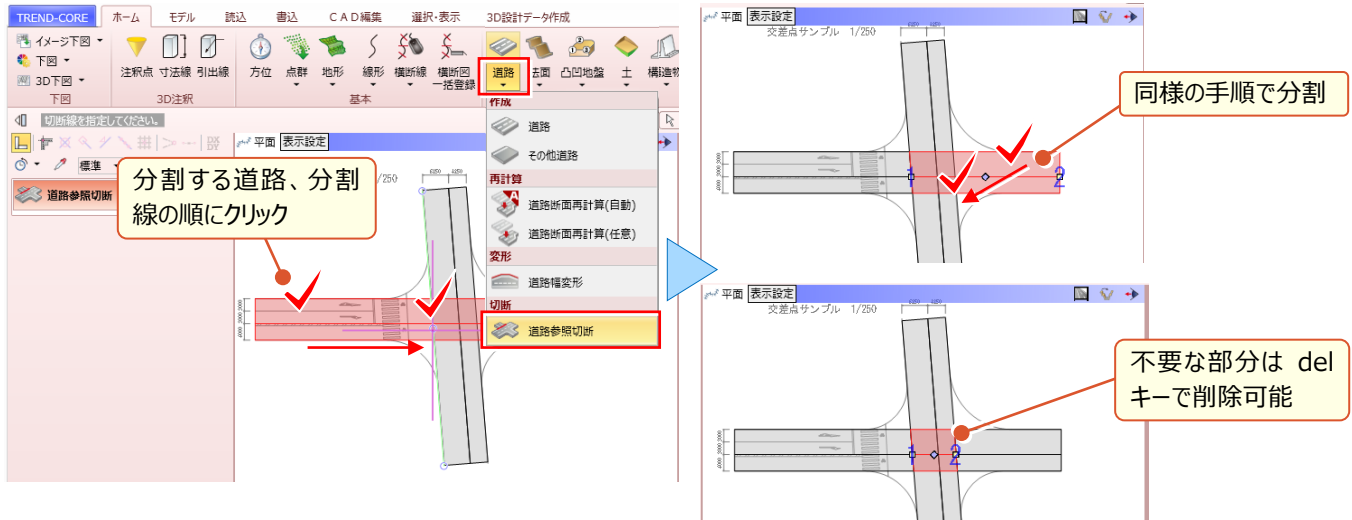 TREND-CORE ホーム モデル 読込 書込 CAD編集 選択・表示 3D設計データ作成
イメージ下図
下図
3D下図
下図
注釈点 寸法線 引出線
3D注釈
方位 点群 地形 線形 横断線 横断図一括登録
基本
道路 法面 凸凹地盤 土 構造物
切断線を指定してください。
標準
道路参照切断
平面 表示設定
/250
分割する道路、分割
線の順にクリック
作成
道路
その他道路
再計算
道路断面再計算(自動)
道路断面再計算(任意)
変形
道路幅変形
切断
道路参照切断
平面 表示設定
交差点サンプル 1/250
同様の手順で分割
1 2
平面 表示設定
交差点サンプル 1/250
不要な部分は del
キーで削除可能
1 2